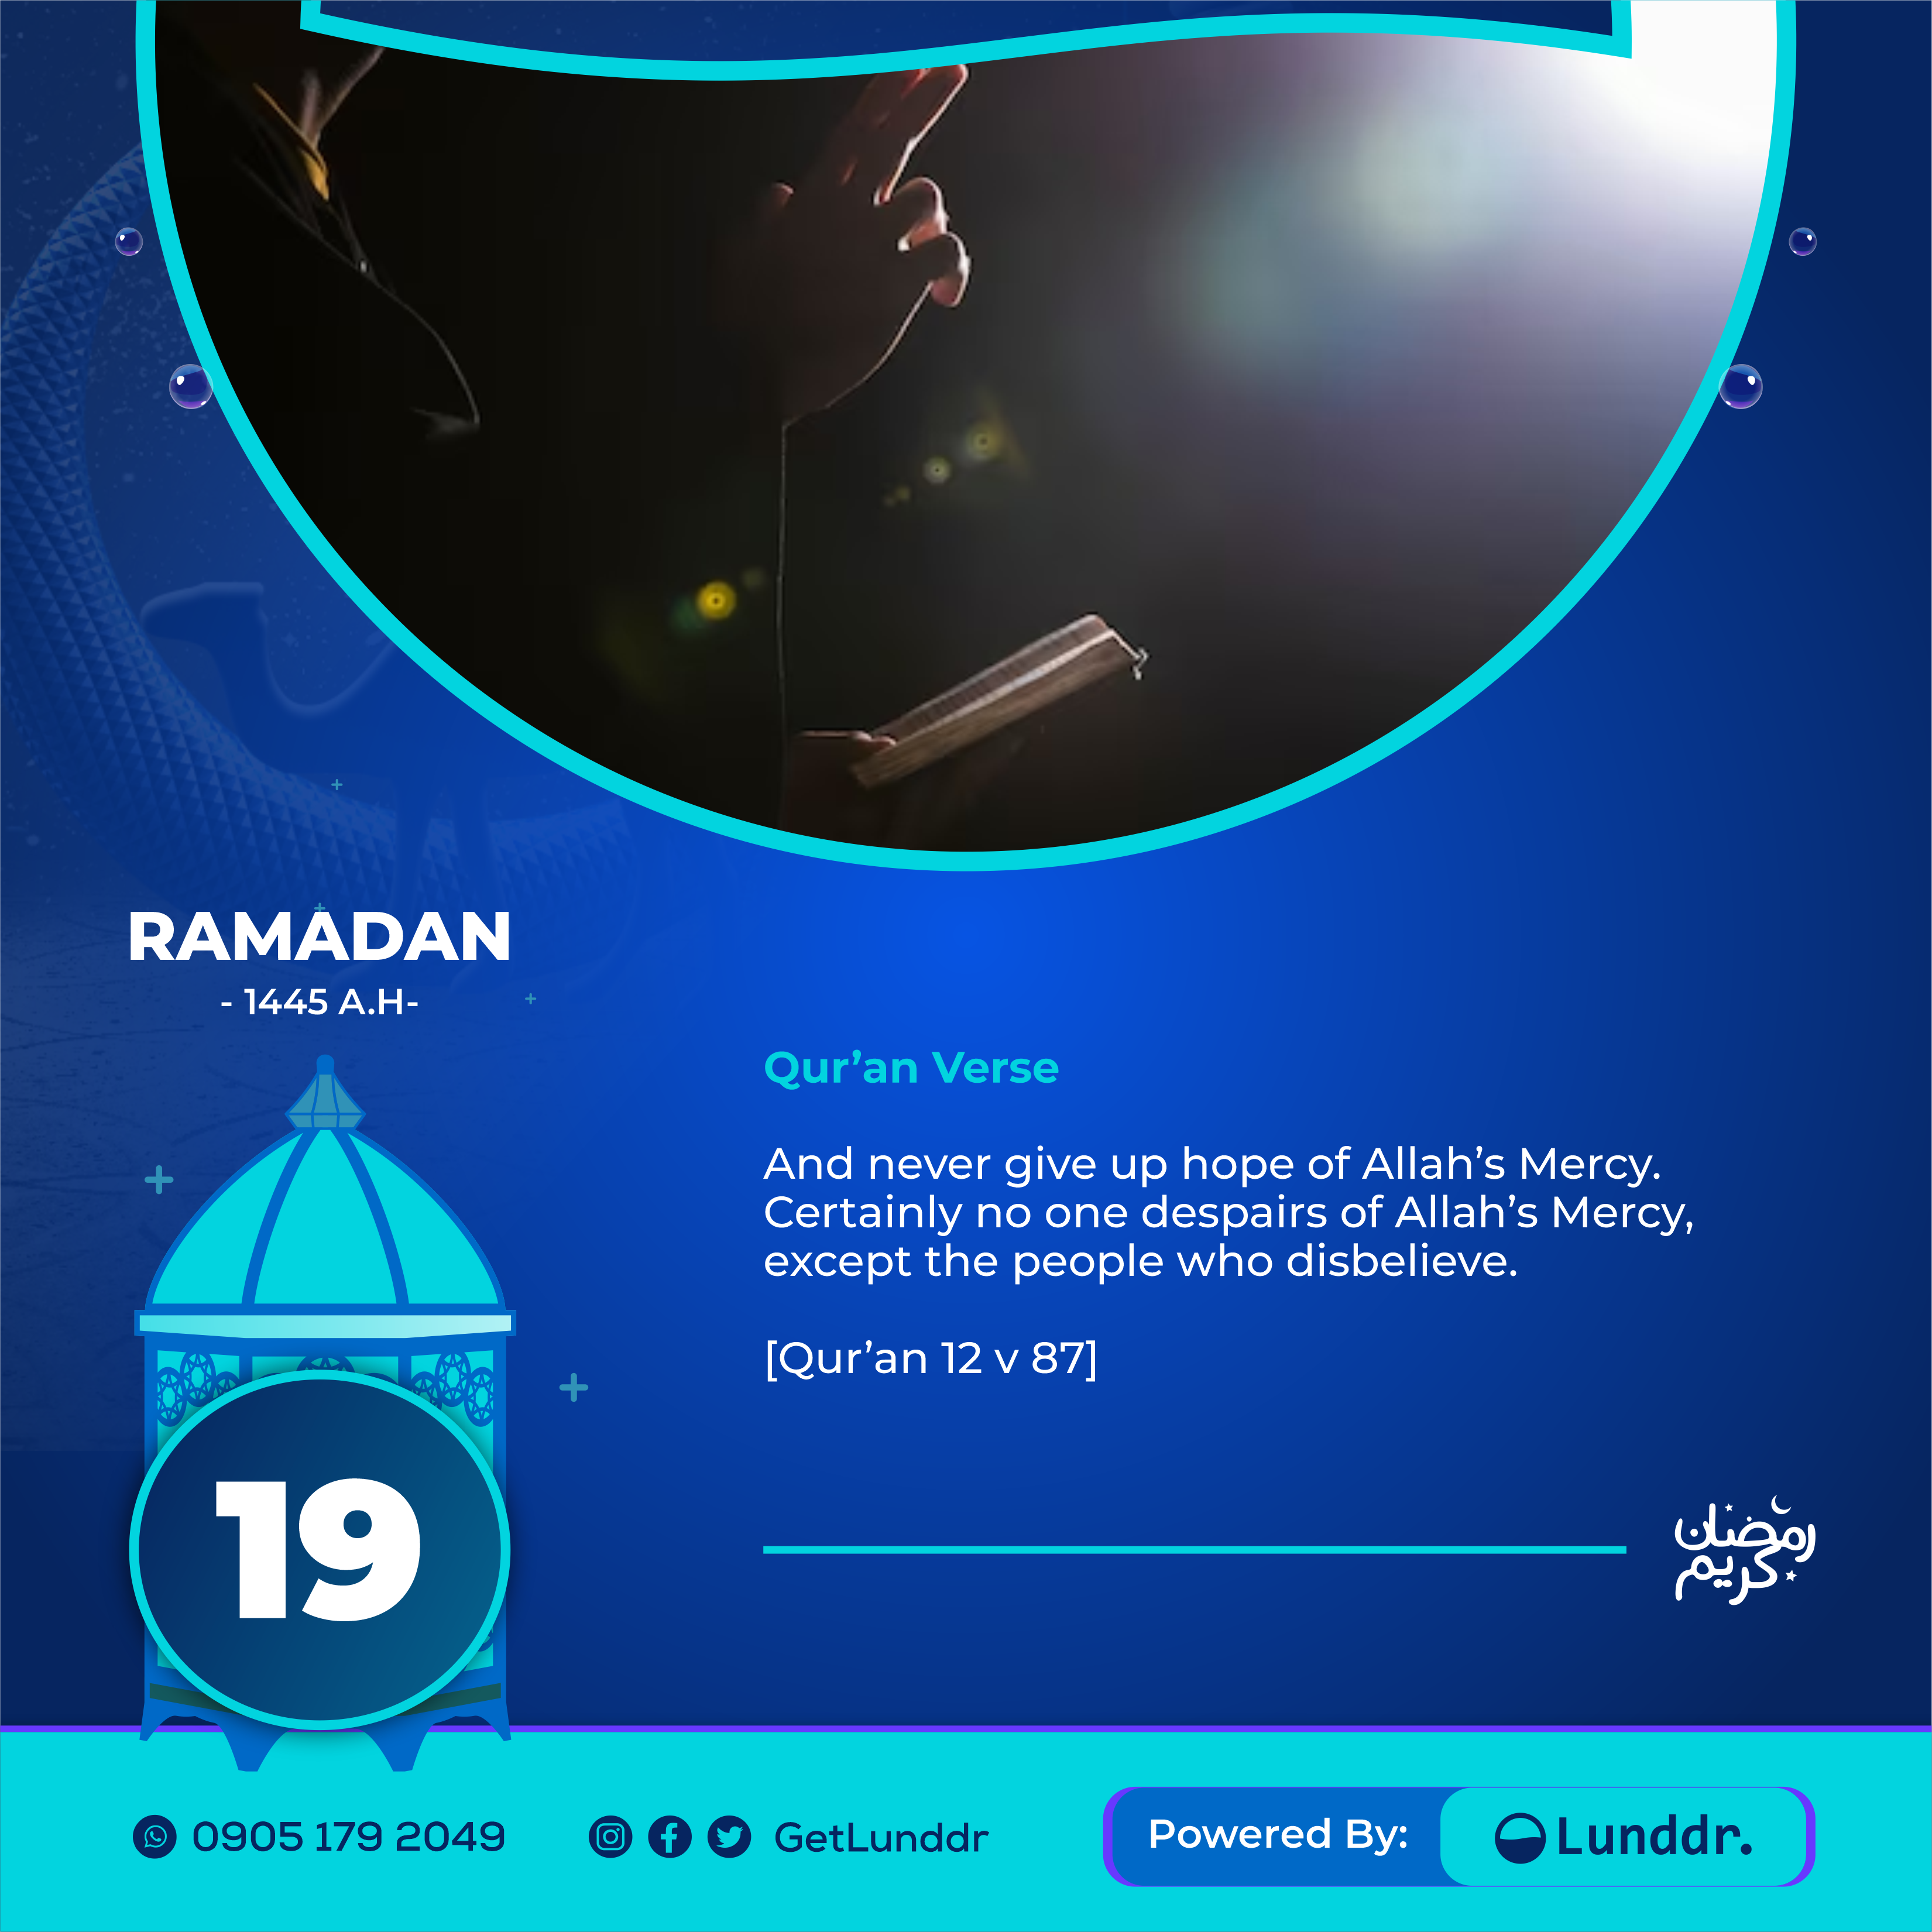 RAMADAN
- 1445 A.H-
Qur’an Verse
And never give up hope of Allah’s Mercy.
Certainly no one despairs of Allah’s Mercy,
except the people who disbelieve.
[Qur’an 12 v 87]
19
رمضان
كريم
0905 179 2049
GetLunddr
Powered By:
Lunddr.